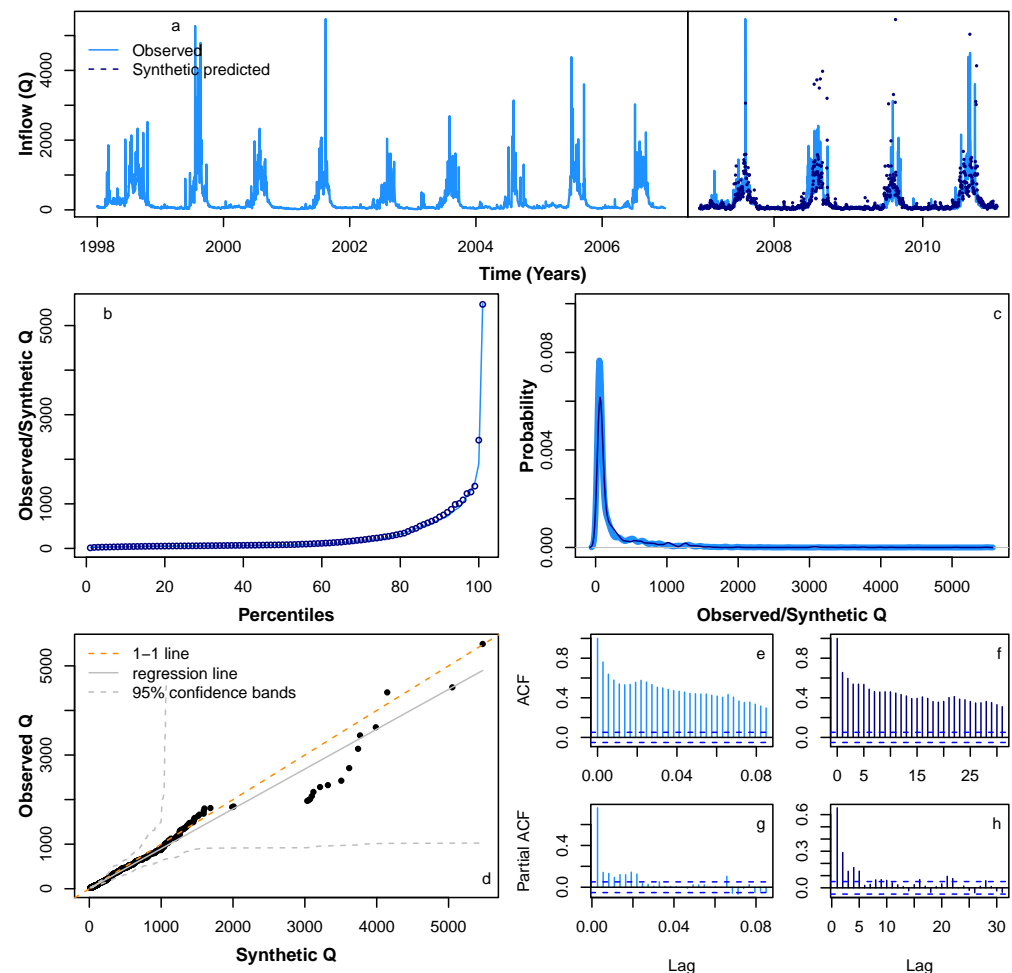 a
Observed
Synthetic predicted
Inflow (Q)
0 2000 4000
1998 2000 2002 2004 2006 2008 2010
Time (Years)
b
Observed/Synthetic Q
0 1000 3000 5000
0 20 40 60 80 100
Percentiles
c
Probability
0.000 0.004 0.008
0 1000 2000 3000 4000 5000
Observed/Synthetic Q
1−1 line
regression line
95% confidence bands
d
Observed Q
0 1000 3000 5000
0 1000 2000 3000 4000 5000
Synthetic Q
e
ACF
0.0 0.4 0.8
0.00 0.04 0.08
f
0.0 0.4 0.8
0 5 15 25
g
Partial ACF
0.0 0.4
0.00 0.04 0.08
Lag
h
0.0 0.3 0.6
0 5 10 20 30
Lag